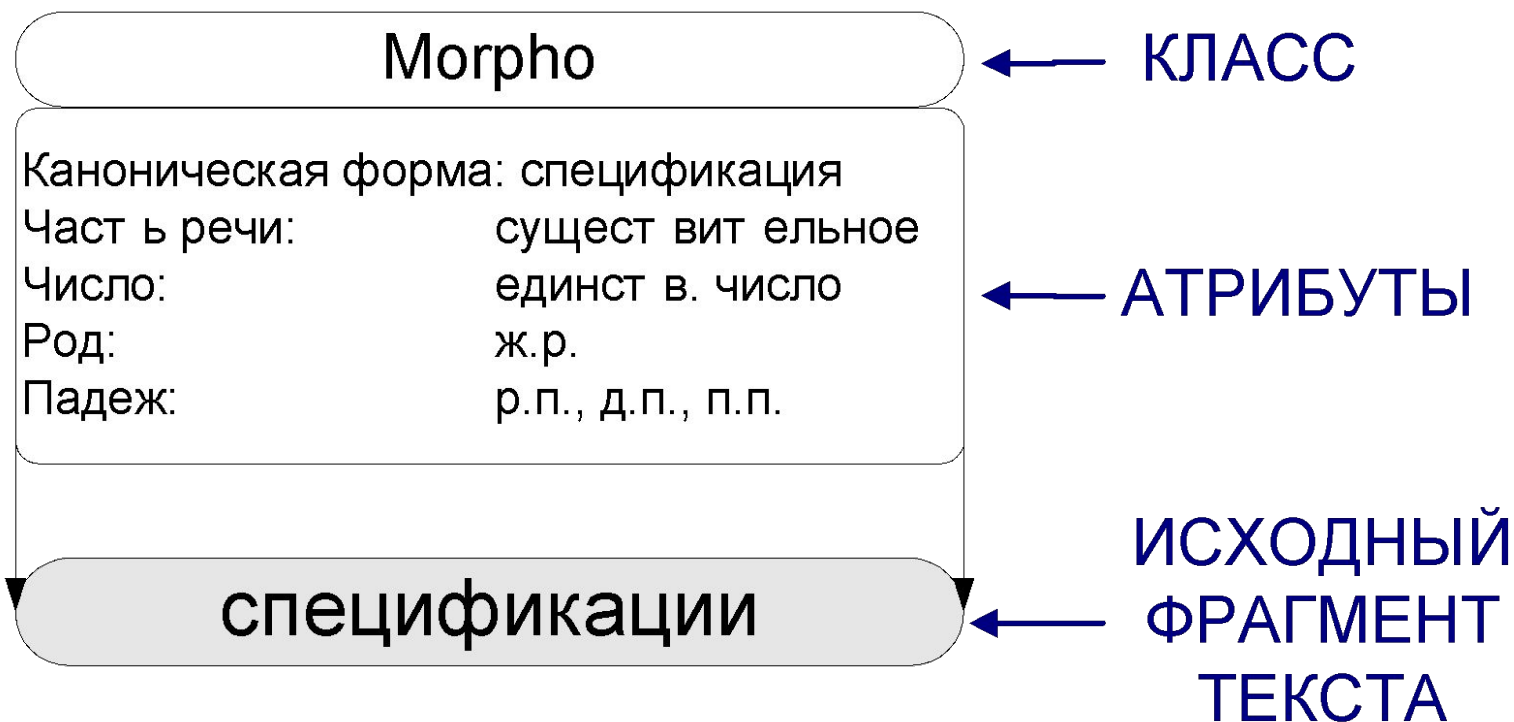 Morpho
КЛАСС
Каноническая форма: спецификация
Част ь речи: сущест вит ельное
Число: единст в. число
Род: ж.р.
Падеж: р.п., д.п., п.п.
АТРИБУТЫ
спецификации
ИСХОДНЫЙ
ФРАГМЕНТ
ТЕКСТА